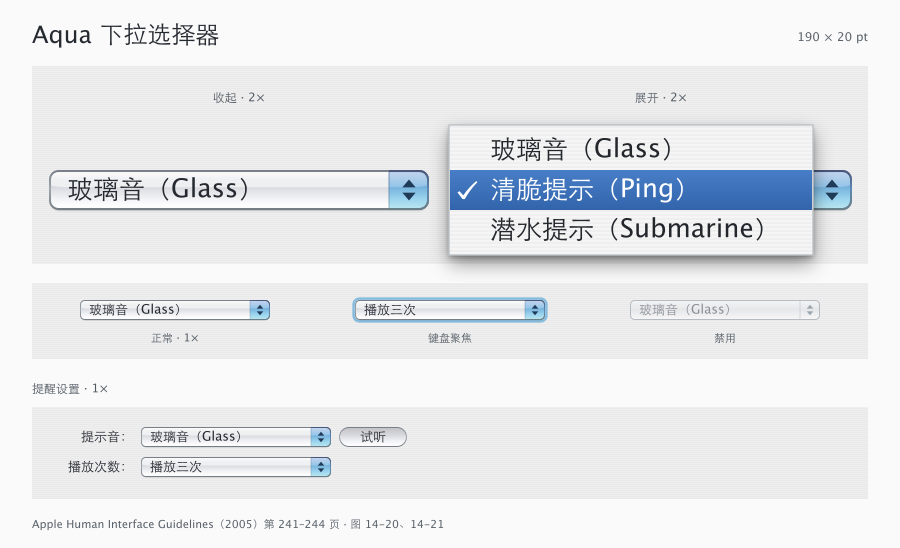 Aqua 下拉选择器
190 × 20 pt
收起 · 2×
展开 · 2×
玻璃音（Glass）
玻璃音（Glass）
✓ 清脆提示（Ping）
潜水提示（Submarine）
玻璃音（Glass）
播放三次
玻璃音（Glass）
正常 · 1×
键盘聚焦
禁用
提醒设置 · 1×
提示音： 玻璃音（Glass） 试听
播放次数： 播放三次
Apple Human Interface Guidelines（2005）第 241–244 页 · 图 14-20、14-21